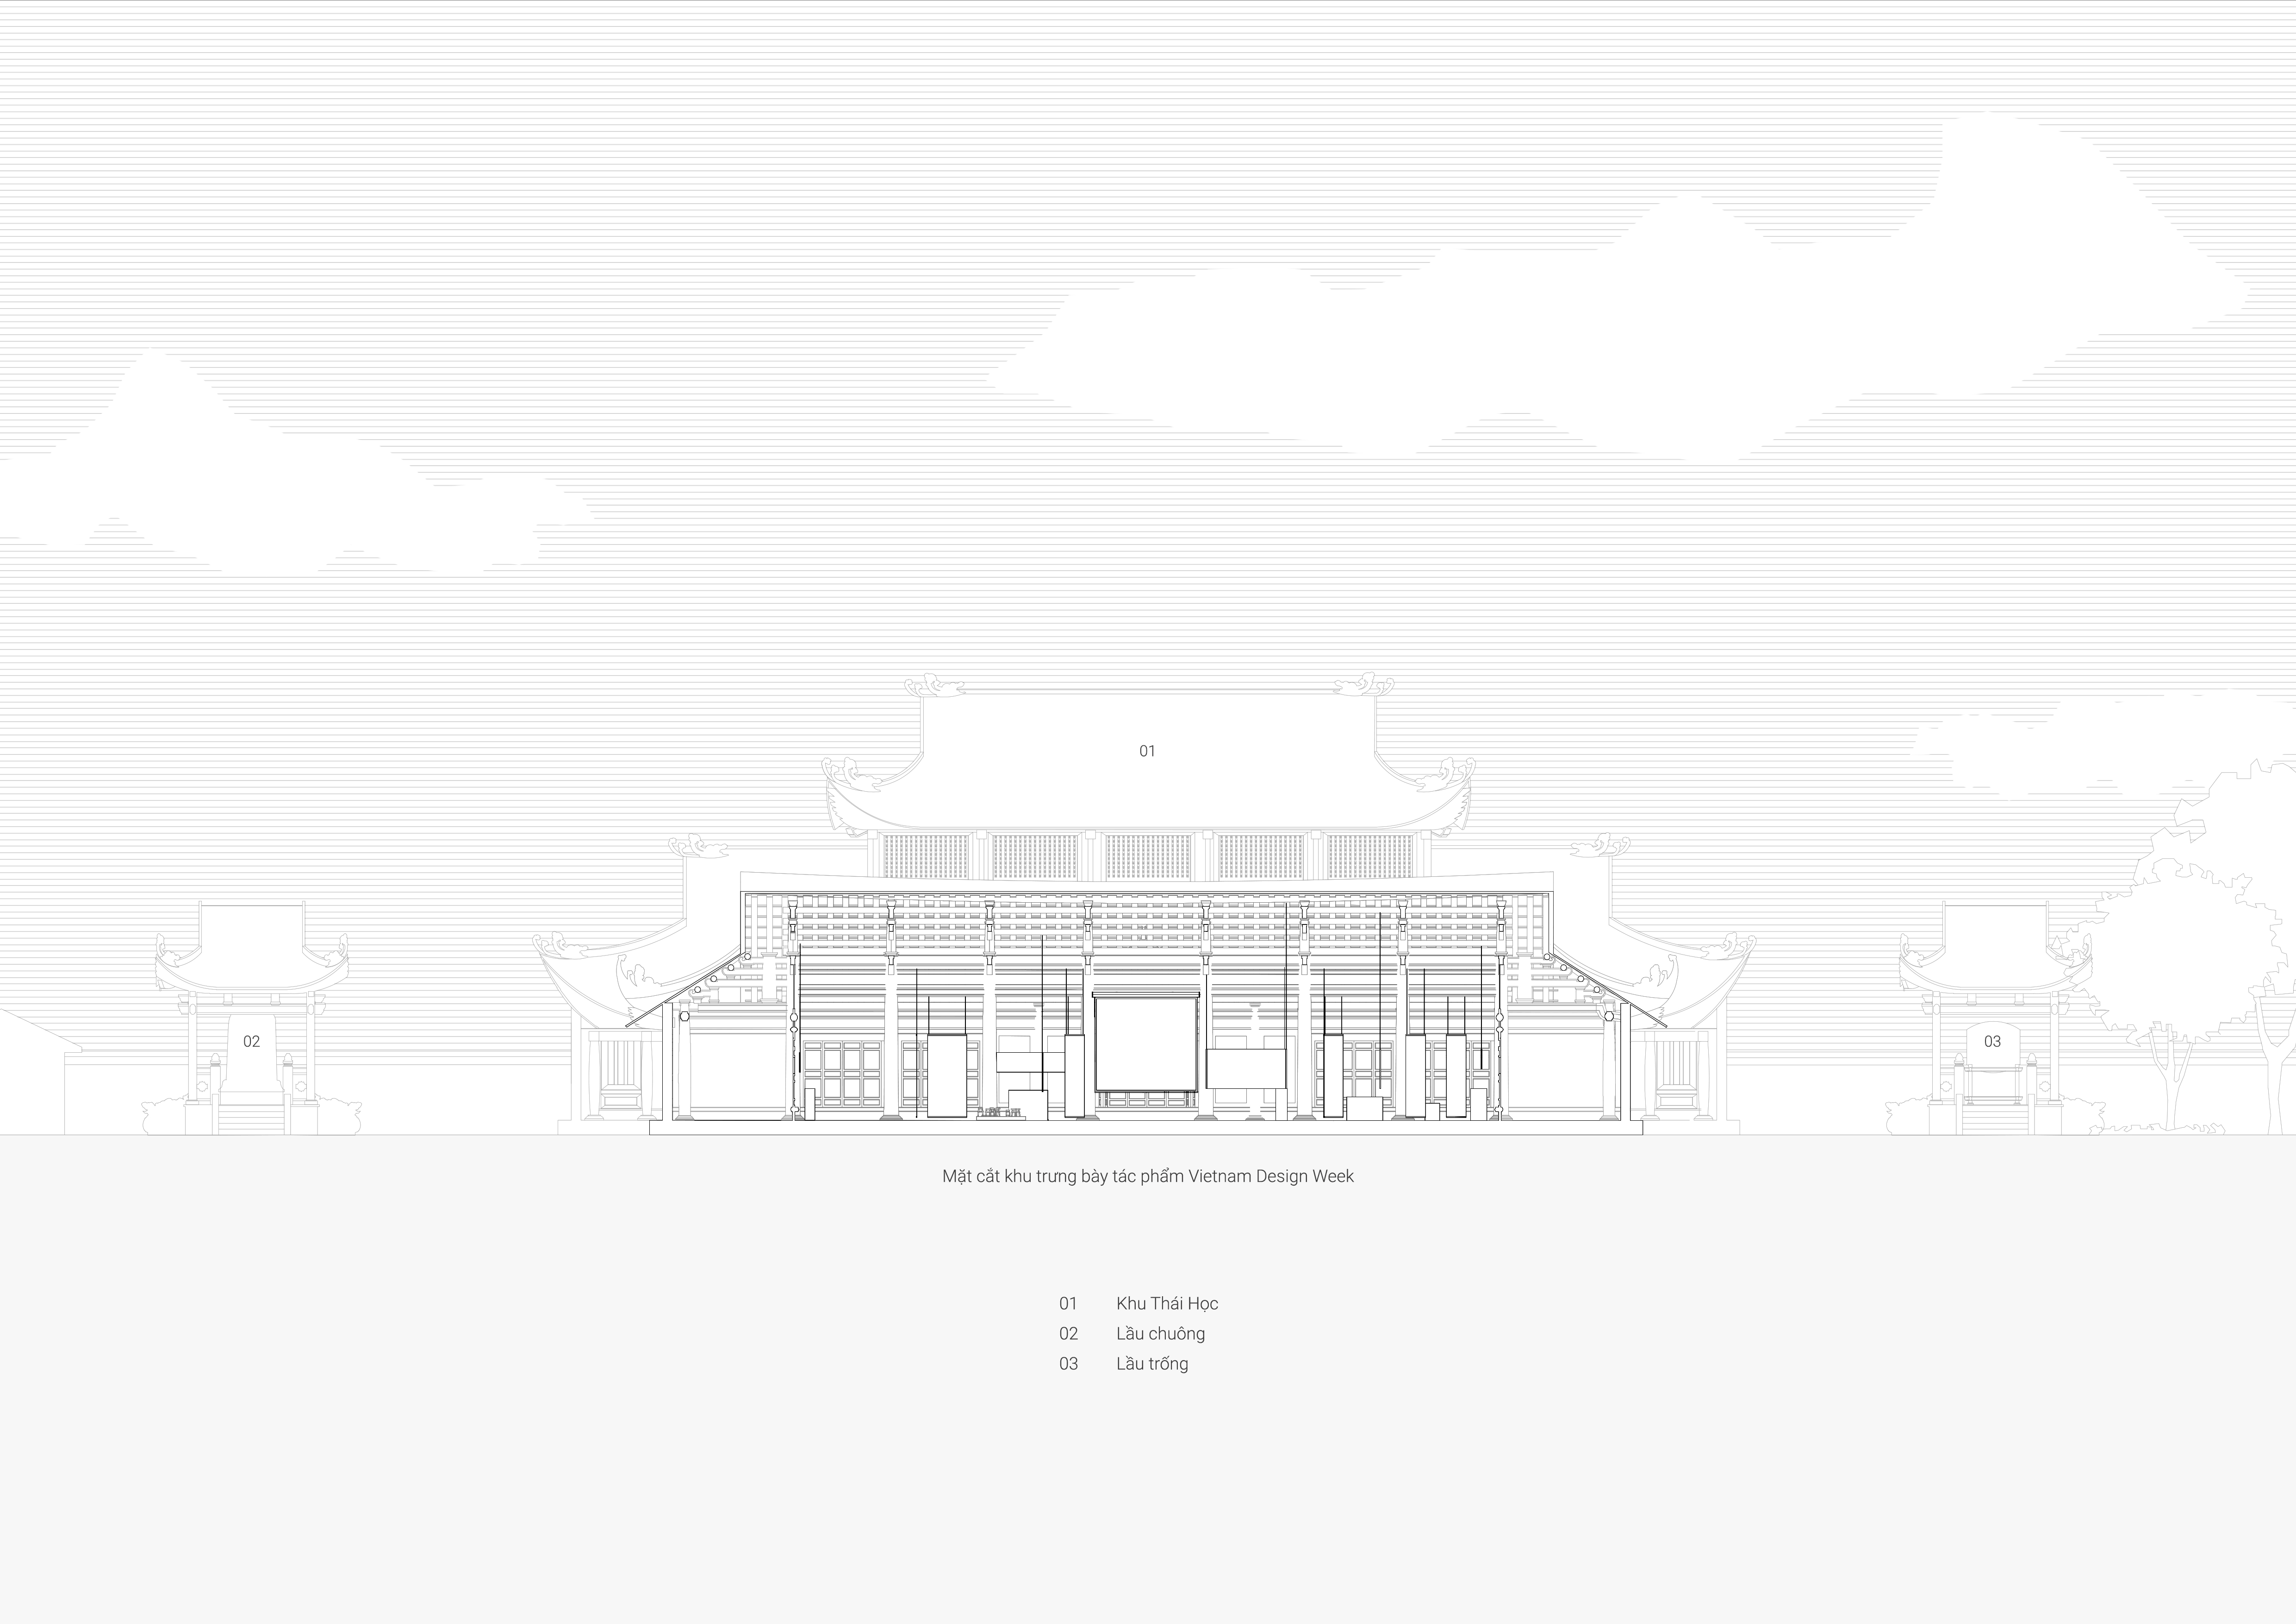 01
02
03
Mặt cắt khu trưng bày tác phẩm Vietnam Design Week
01 Khu Thái Học
02 Lầu chuông
03 Lầu trống